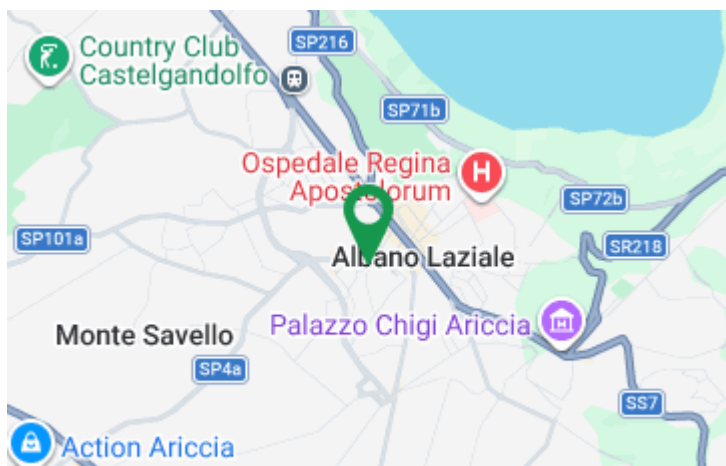 Country Club
Castelgandolfo
SP216
SP71b
Ospedale Regina
Apostolorum
H
SP72b
SP101a
Albano Laziale
SR218
Palazzo Chigi Ariccia
Monte Savello
SP4a
SS7
Action Ariccia